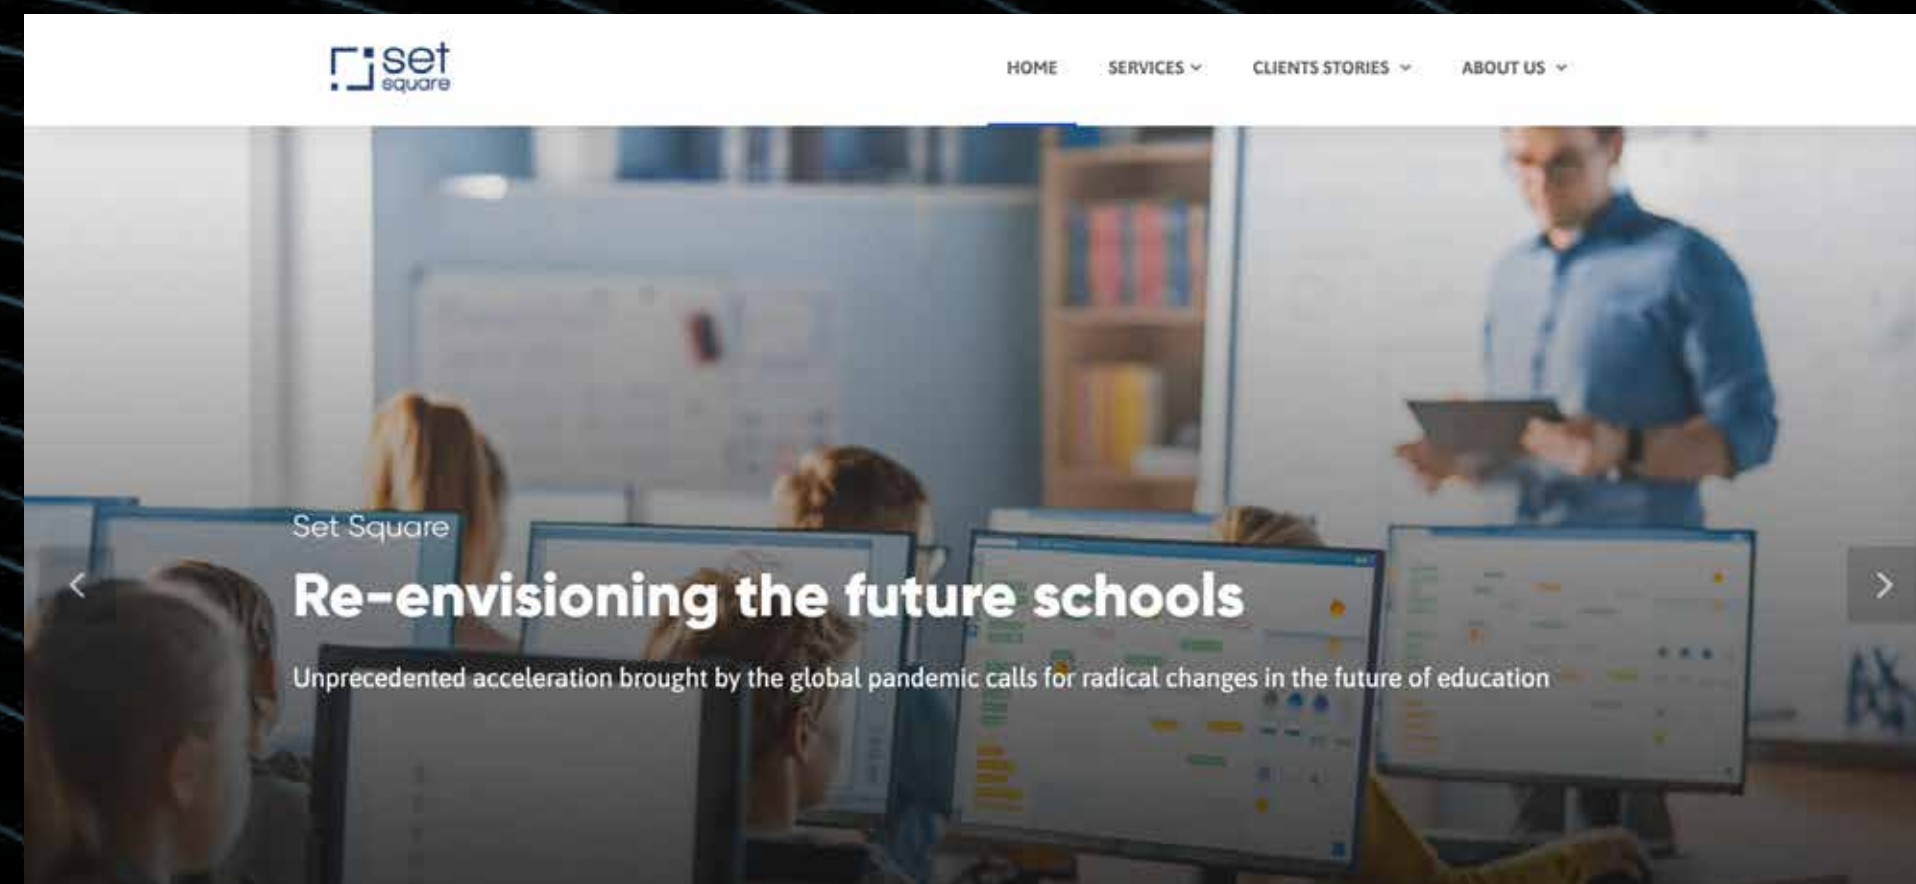 set
square
HOME
SERVICES
CLIENTS STORIES
ABOUT US
Set Square
Re-envisioning the future schools
Unprecedented acceleration brought by the global pandemic calls for radical changes in the future of education